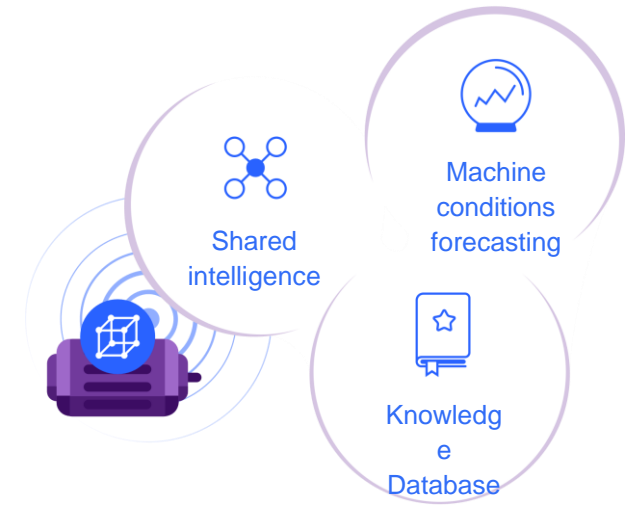 Shared
intelligence
Machine
conditions
forecasting
Knowledg
e
Database